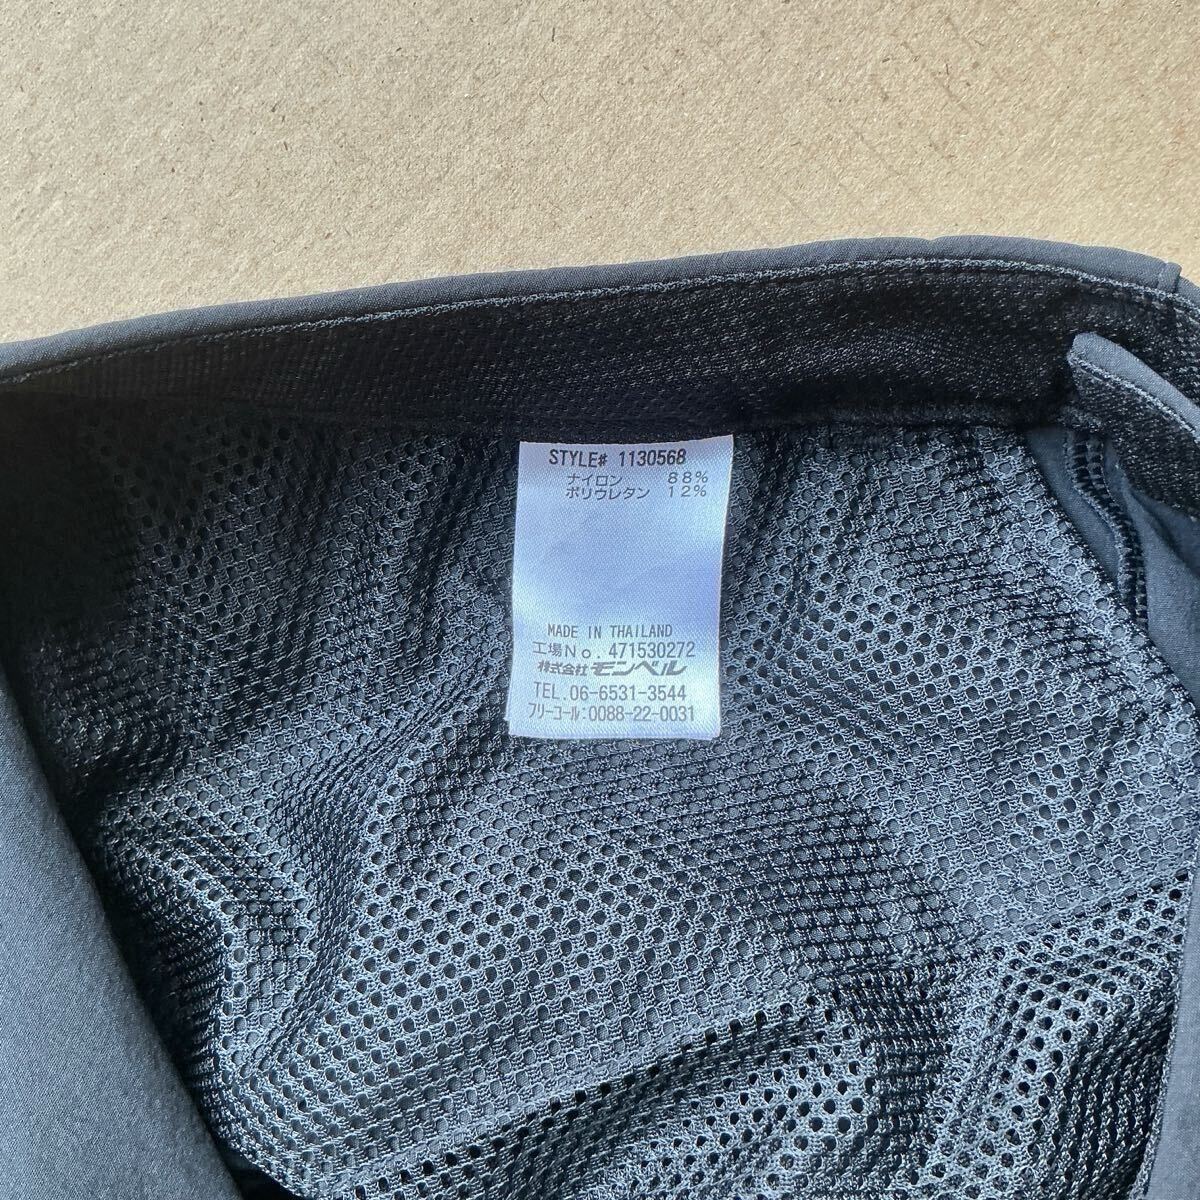 STYLE# 1130568
ナイロン 88%
ポリウレタン 12%
MADE IN THAILAND
工場No. 471530272
株式会社 モンベル
TEL. 06-6531-3544
フリーコール:0088-22-0031